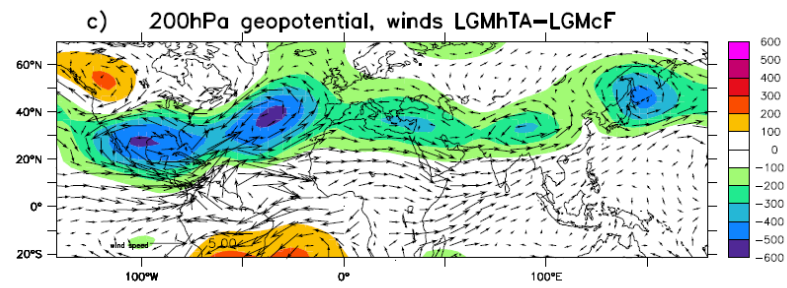 c) 200hPa geopotential, winds LGMhTA−LGMcF
60°N
40°N
20°N
0°
20°S
100°W
0°
100°E
wind speed 5.00
600
500
400
300
200
100
0
−100
−200
−300
−400
−500
−600